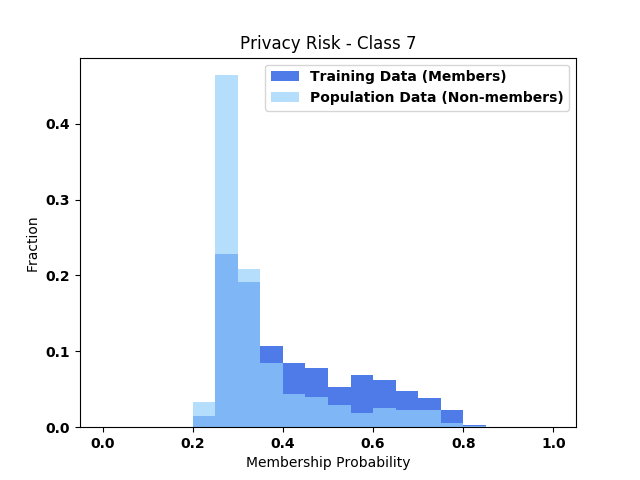 Privacy Risk - Class 7
Training Data (Members)
Population Data (Non-members)
Fraction
0.4
0.3
0.2
0.1
0.0
0.0 0.2 0.4 0.6 0.8 1.0
Membership Probability